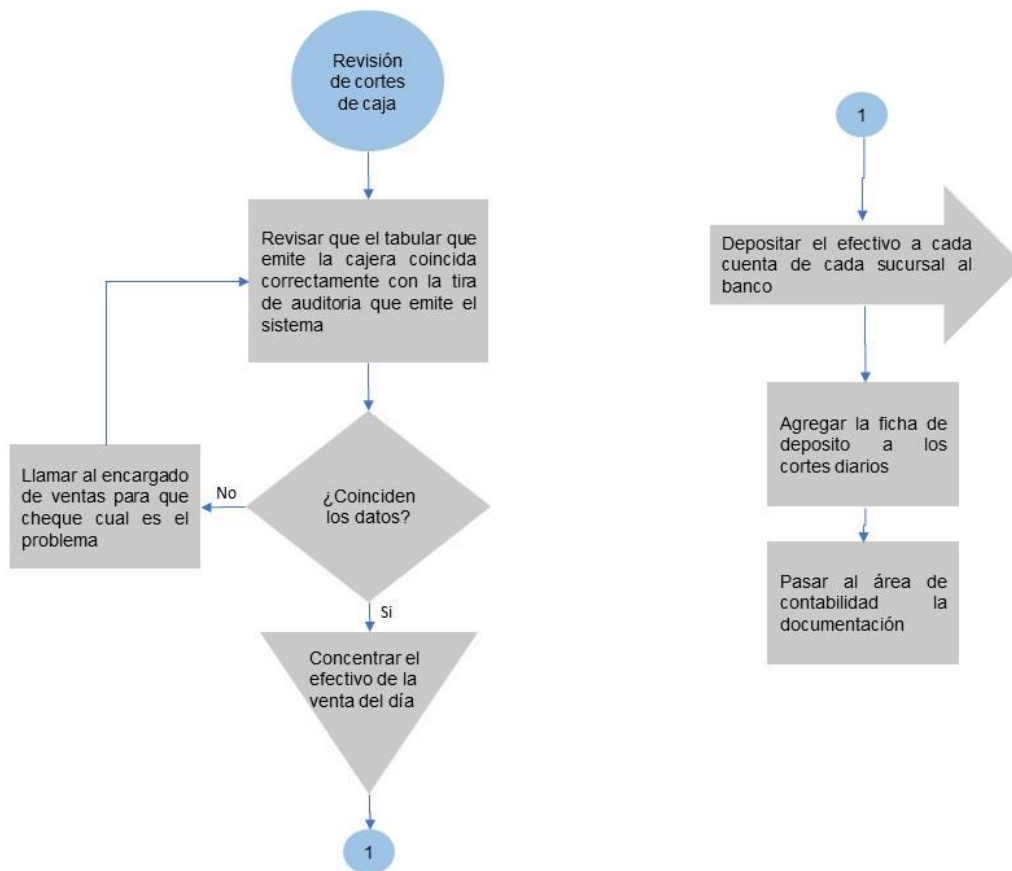 Revisión
de cortes
de caja
Revisar que el tabular que
emite la cajera coincida
correctamente con la tira
de auditoria que emite el
sistema
Llamar al encargado
de ventas para que
cheque cual es el
problema
No
¿Coinciden
los datos?
Si
Concentrar el
efectivo de la
venta del día
1
1
Depositar el efectivo a cada
cuenta de cada sucursal al
banco
Agregar la ficha de
deposito a los
cortes diarios
Pasar al área de
contabilidad la
documentación